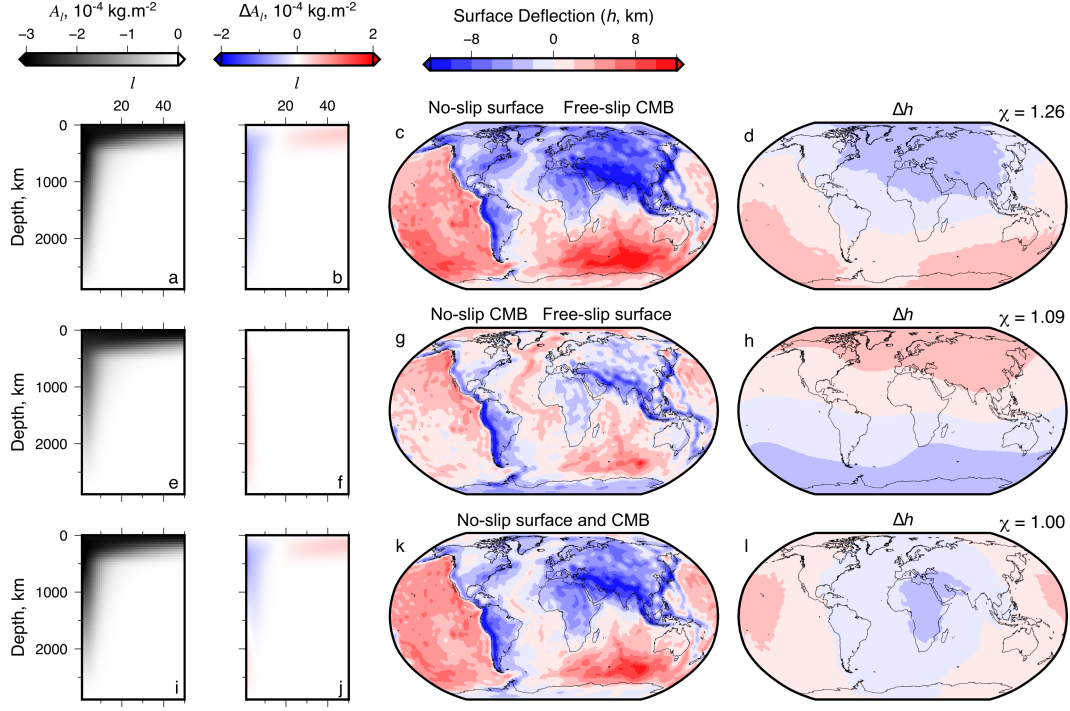 Aₗ, 10⁻⁴ kg.m⁻²
ΔAₗ, 10⁻⁴ kg.m⁻²
Surface Deflection (h, km)
−3 −2 −1 0
−2 0 2
−8 0 8
l
l
20 40
20 40
No-slip surface Free-slip CMB
Δh
χ = 1.26
0
1000
2000
Depth, km
a
b
c
d
No-slip CMB Free-slip surface
Δh
χ = 1.09
0
1000
2000
Depth, km
e
f
g
h
No-slip surface and CMB
Δh
χ = 1.00
0
1000
2000
Depth, km
i
j
k
l